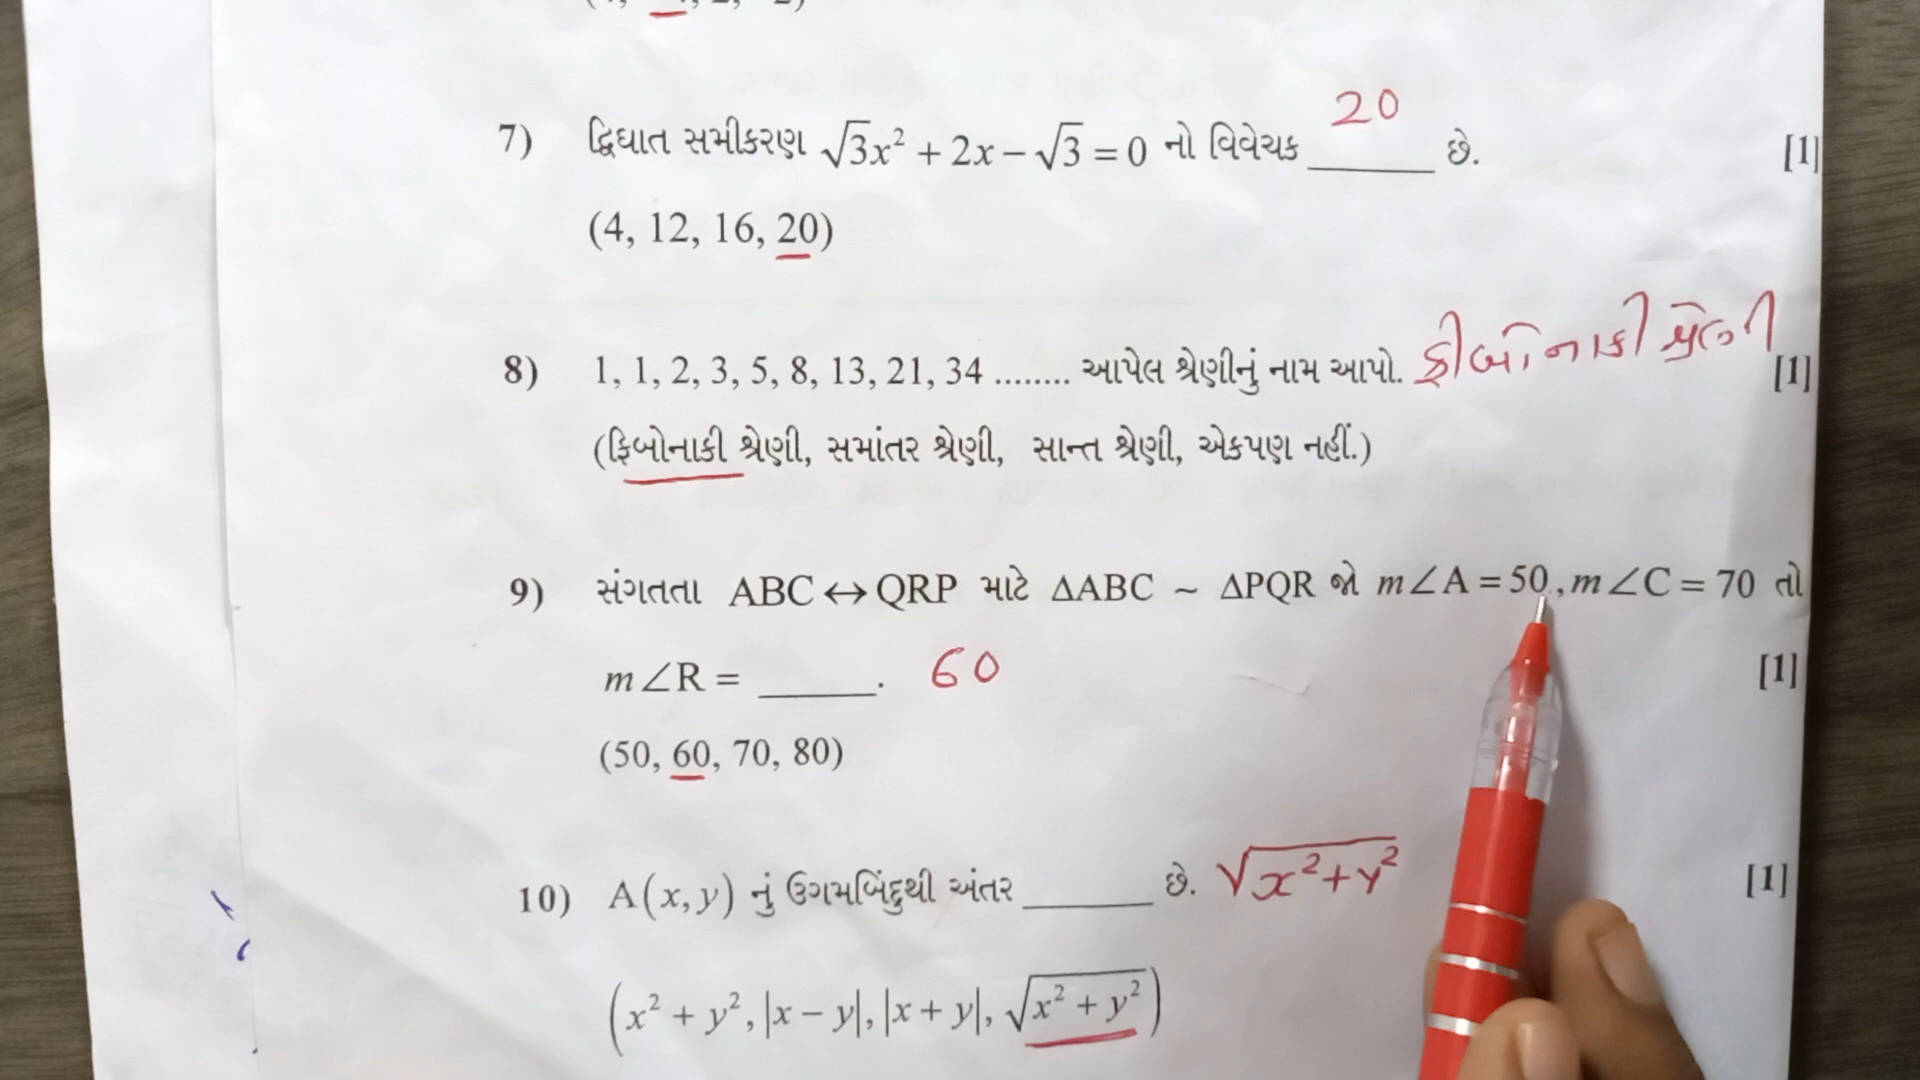 20
7) દ્વિઘાત સમીકરણ √3x² + 2x − √3 = 0 નો વિવેચક ______ છે. [1]
(4, 12, 16, 20)
8) 1, 1, 2, 3, 5, 8, 13, 21, 34 ........ આપેલ શ્રેણીનું નામ આપો. ફીબોનાકી શ્રેણી [1]
(ફિબોનાકી શ્રેણી, સમાંતર શ્રેણી, સાન્ત શ્રેણી, એકપણ નહીં.)
9) સંગતતા ABC ↔ QRP માટે ΔABC ~ ΔPQR જો m∠A = 50, m∠C = 70 તો
m∠R = ______. 60 [1]
(50, 60, 70, 80)
10) A(x, y) નું ઉગમબિંદુથી અંતર ______ છે. √x²+y² [1]
(x² + y², |x − y|, |x + y|, √x² + y²)